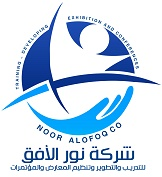 TRAINING - DEVELOPING
EXHIBITION AND CONFERENCES
NOOR ALOFOQ CO
شركة نور الأفق
للتدريب والتطوير وتنظيم المعارض والمؤتمرات